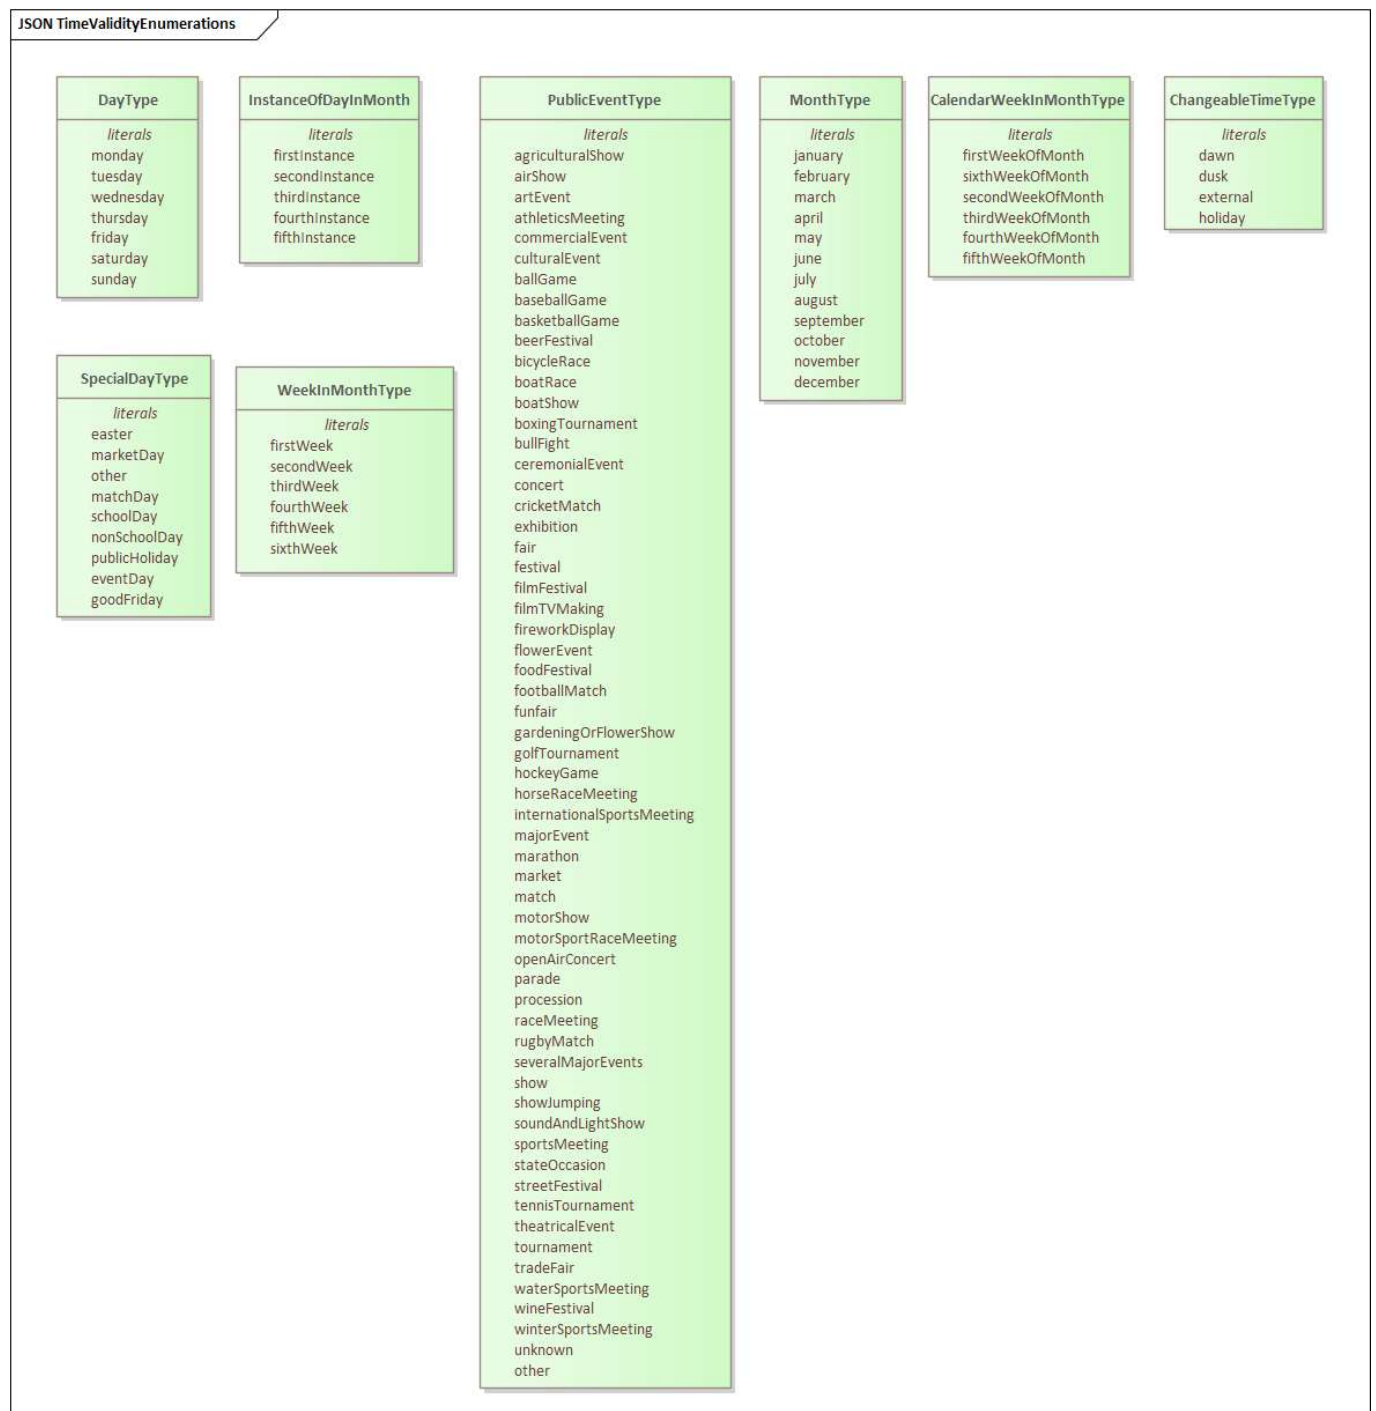 JSON TimeValidityEnumerations
DayType
literals
monday
tuesday
wednesday
thursday
friday
saturday
sunday
InstanceOfDayInMonth
literals
firstInstance
secondInstance
thirdInstance
fourthInstance
fifthInstance
PublicEventType
literals
agriculturalShow
airShow
artEvent
athleticsMeeting
commercialEvent
culturalEvent
ballGame
baseballGame
basketballGame
beerFestival
bicycleRace
boatRace
boatShow
boxingTournament
bullFight
ceremonialEvent
concert
cricketMatch
exhibition
fair
festival
filmFestival
filmTVMaking
fireworkDisplay
flowerEvent
foodFestival
footballMatch
funfair
gardeningOrFlowerShow
golfTournament
hockeyGame
horseRaceMeeting
internationalSportsMeeting
majorEvent
marathon
market
match
motorShow
motorSportRaceMeeting
openAirConcert
parade
procession
raceMeeting
rugbyMatch
severalMajorEvents
show
showJumping
soundAndLightShow
sportsMeeting
stateOccasion
streetFestival
tennisTournament
theatricalEvent
tournament
tradeFair
waterSportsMeeting
wineFestival
winterSportsMeeting
unknown
other
MonthType
literals
january
february
march
april
may
june
july
august
september
october
november
december
CalendarWeekInMonthType
literals
firstWeekOfMonth
sixthWeekOfMonth
secondWeekOfMonth
thirdWeekOfMonth
fourthWeekOfMonth
fifthWeekOfMonth
ChangeableTimeType
literals
dawn
dusk
external
holiday
SpecialDayType
literals
easter
marketDay
other
matchDay
schoolDay
nonSchoolDay
publicHoliday
eventDay
goodFriday
WeekInMonthType
literals
firstWeek
secondWeek
thirdWeek
fourthWeek
fifthWeek
sixthWeek